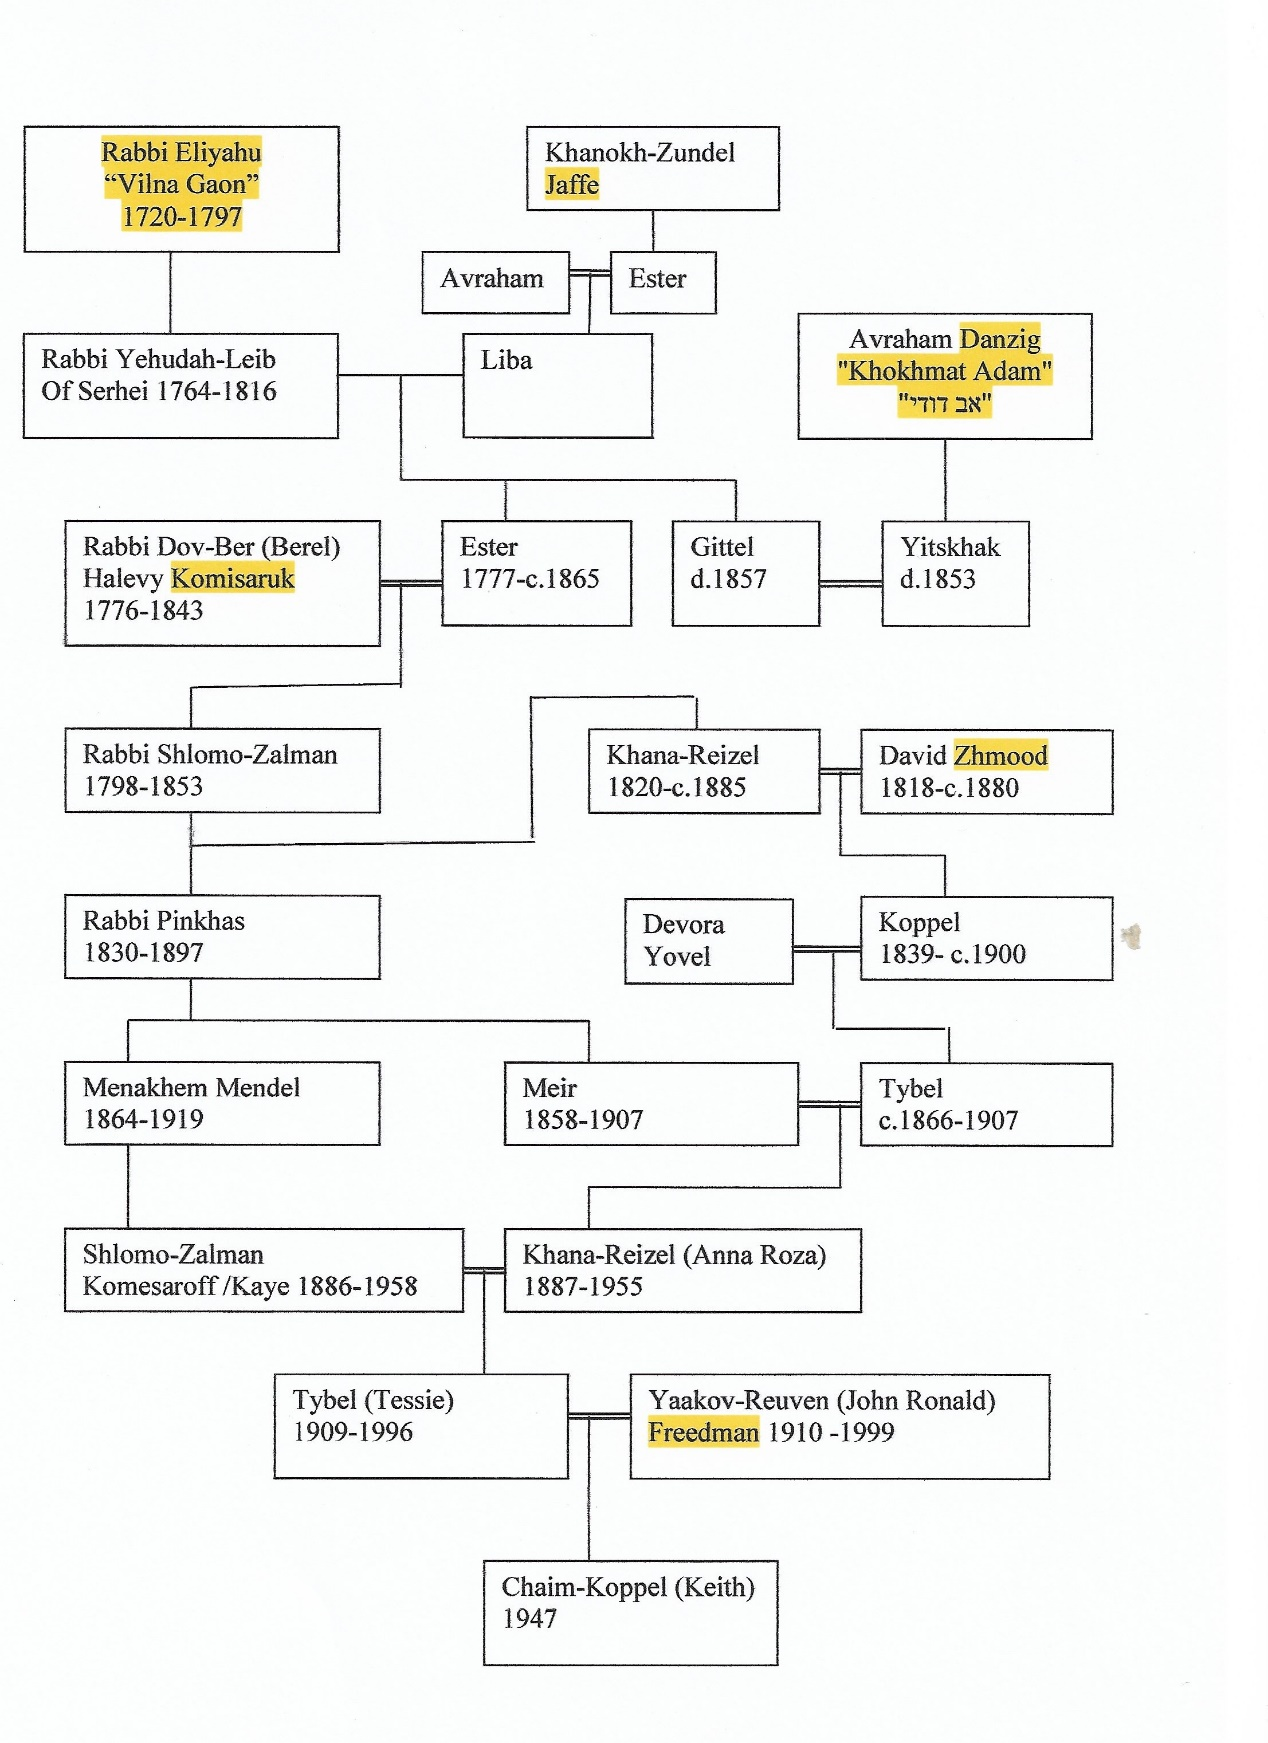 Rabbi Eliyahu
“Vilna Gaon”
1720-1797
Khanokh-Zundel
Jaffe
Avraham
Ester
Rabbi Yehudah-Leib
Of Serhei 1764-1816
Liba
Avraham Danzig
"Khokhmat Adam"
"אב דודי"
Rabbi Dov-Ber (Berel)
Halevy Komisaruk
1776-1843
Ester
1777-c.1865
Gittel
d.1857
Yitskhak
d.1853
Rabbi Shlomo-Zalman
1798-1853
Khana-Reizel
1820-c.1885
David Zhmood
1818-c.1880
Rabbi Pinkhas
1830-1897
Devora
Yovel
Koppel
1839- c.1900
Menakhem Mendel
1864-1919
Meir
1858-1907
Tybel
c.1866-1907
Shlomo-Zalman
Komesaroff /Kaye 1886-1958
Khana-Reizel (Anna Roza)
1887-1955
Tybel (Tessie)
1909-1996
Yaakov-Reuven (John Ronald)
Freedman 1910 -1999
Chaim-Koppel (Keith)
1947